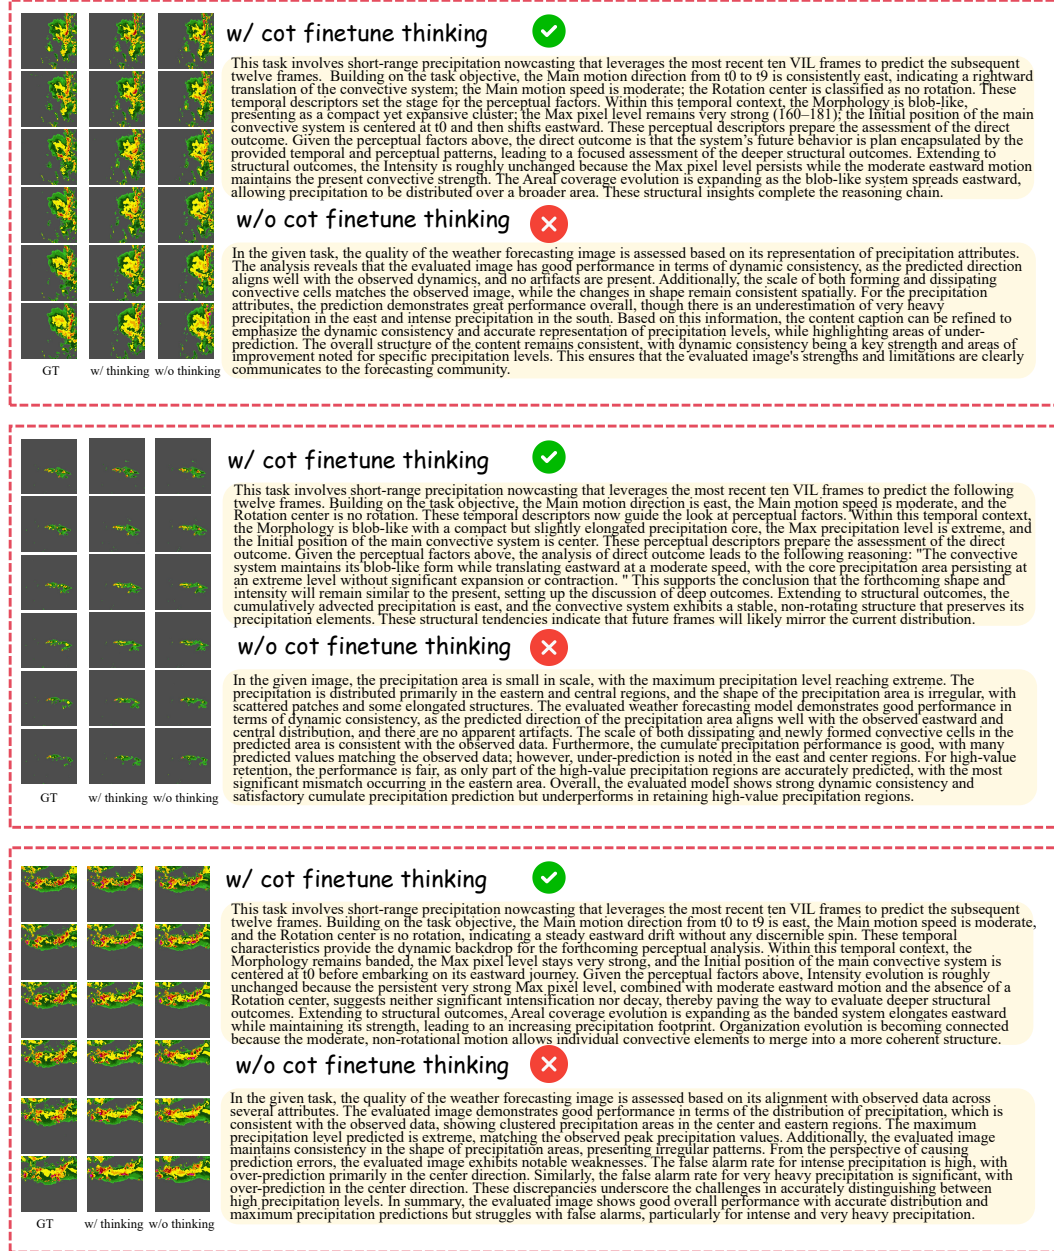 w/ cot finetune thinking
This task involves short-range precipitation nowcasting that leverages the most recent ten VIL frames to predict the subsequent
twelve frames.  Building on the task objective, the Main motion direction from t0 to t9 is consistently east, indicating a rightward
translation of the convective system; the Main motion speed is moderate; the Rotation center is classified as no rotation. These
temporal descriptors set the stage for the perceptual factors. Within this temporal context, the Morphology is blob-like,
presenting as a compact yet expansive cluster; the Max pixel level remains very strong (160–181); the Initial position of the main
convective system is centered at t0 and then shifts eastward. These perceptual descriptors prepare the assessment of the direct
outcome. Given the perceptual factors above, the direct outcome is that the system's future behavior is plan encapsulated by the
provided temporal and perceptual patterns, leading to a focused assessment of the deeper structural outcomes. Extending to
structural outcomes, the Intensity is roughly unchanged because the Max pixel level persists while the moderate eastward motion
maintains the present convective strength. The Areal coverage evolution is expanding as the blob-like system spreads eastward,
allowing precipitation to be distributed over a broader area. These structural insights complete the reasoning chain.
w/o cot finetune thinking
In the given task, the quality of the weather forecasting image is assessed based on its representation of precipitation attributes.
The analysis reveals that the evaluated image has good performance in terms of dynamic consistency, as the predicted direction
aligns well with the observed dynamics, and no artifacts are present. Additionally, the scale of both forming and dissipating
convective cells matches the observed image, while the changes in shape remain consistent spatially. For the precipitation
attributes, the prediction demonstrates great performance overall, though there is an underestimation of very heavy
precipitation in the east and intense precipitation in the south. Based on this information, the content caption can be refined to
emphasize the dynamic consistency and accurate representation of precipitation levels, while highlighting areas of under-
prediction. The overall structure of the content remains consistent, with dynamic consistency being a key strength and areas of
improvement noted for specific precipitation levels. This ensures that the evaluated image's strengths and limitations are clearly
communicates to the forecasting community.
GT w/ thinking w/o thinking
w/ cot finetune thinking
This task involves short-range precipitation nowcasting that leverages the most recent ten VIL frames to predict the following
twelve frames. Building on the task objective, the Main motion direction is east, the Main motion speed is moderate, and the
Rotation center is no rotation. These temporal descriptors now guide the look at perceptual factors. Within this temporal context,
the Morphology is blob-like with a compact but slightly elongated precipitation core, the Max precipitation level is extreme, and
the Initial position of the main convective system is center. These perceptual descriptors prepare the assessment of the direct
outcome. Given the perceptual factors above, the analysis of direct outcome leads to the following reasoning: "The convective
system maintains its blob-like form while translating eastward at a moderate speed, with the core precipitation area persisting at
an extreme level without significant expansion or contraction. " This supports the conclusion that the forthcoming shape and
intensity will remain similar to the present, setting up the discussion of deep outcomes. Extending to structural outcomes, the
cumulatively advected precipitation is east, and the convective system exhibits a stable, non-rotating structure that preserves its
precipitation elements. These structural tendencies indicate that future frames will likely mirror the current distribution.
w/o cot finetune thinking
In the given image, the precipitation area is small in scale, with the maximum precipitation level reaching extreme. The
precipitation is distributed primarily in the eastern and central regions, and the shape of the precipitation area is irregular, with
scattered patches and some elongated structures. The evaluated weather forecasting model demonstrates good performance in
terms of dynamic consistency, as the predicted direction of the precipitation area aligns well with the observed eastward and
central distribution, and there are no apparent artifacts. The scale of both dissipating and newly formed convective cells in the
predicted area is consistent with the observed data. Furthermore, the cumulate precipitation performance is good, with many
predicted values matching the observed data; however, under-prediction is noted in the east and center regions. For high-value
retention, the performance is fair, as only part of the high-value precipitation regions are accurately predicted, with the most
significant mismatch occurring in the eastern area. Overall, the evaluated model shows strong dynamic consistency and
satisfactory cumulate precipitation prediction but underperforms in retaining high-value precipitation regions.
GT w/ thinking w/o thinking
w/ cot finetune thinking
This task involves short-range precipitation nowcasting that leverages the most recent ten VIL frames to predict the subsequent
twelve frames. Building on the task objective, the Main motion direction from t0 to t9 is east, the Main motion speed is moderate,
and the Rotation center is no rotation, indicating a steady eastward drift without any discernible spin. These temporal
characteristics provide the dynamic backdrop for the forthcoming perceptual analysis. Within this temporal context, the
Morphology remains banded, the Max pixel level stays very strong, and the Initial position of the main convective system is
centered at t0 before embarking on its eastward journey. Given the perceptual factors above, Intensity evolution is roughly
unchanged because the persistent very strong Max pixel level, combined with moderate eastward motion and the absence of a
Rotation center, suggests neither significant intensification nor decay, thereby paving the way to evaluate deeper structural
outcomes. Extending to structural outcomes, Areal coverage evolution is expanding as the banded system elongates eastward
while maintaining its strength, leading to an increasing precipitation footprint. Organization evolution is becoming connected
because the moderate, non-rotational motion allows individual convective elements to merge into a more coherent structure.
w/o cot finetune thinking
In the given task, the quality of the weather forecasting image is assessed based on its alignment with observed data across
several attributes. The evaluated image demonstrates good performance in terms of the distribution of precipitation, which is
consistent with the observed data, showing clustered precipitation areas in the center and eastern regions. The maximum
precipitation level predicted is extreme, matching the observed peak precipitation values. Additionally, the evaluated image
maintains consistency in the shape of precipitation areas, presenting irregular patterns. From the perspective of causing
prediction errors, the evaluated image exhibits notable weaknesses. The false alarm rate for intense precipitation is high, with
over-prediction primarily in the center direction. Similarly, the false alarm rate for very heavy precipitation is significant, with
over-prediction in the center direction. These discrepancies underscore the challenges in accurately distinguishing between
high precipitation levels. In summary, the evaluated image shows good overall performance with accurate distribution and
maximum precipitation predictions but struggles with false alarms, particularly for intense and very heavy precipitation.
GT w/ thinking w/o thinking